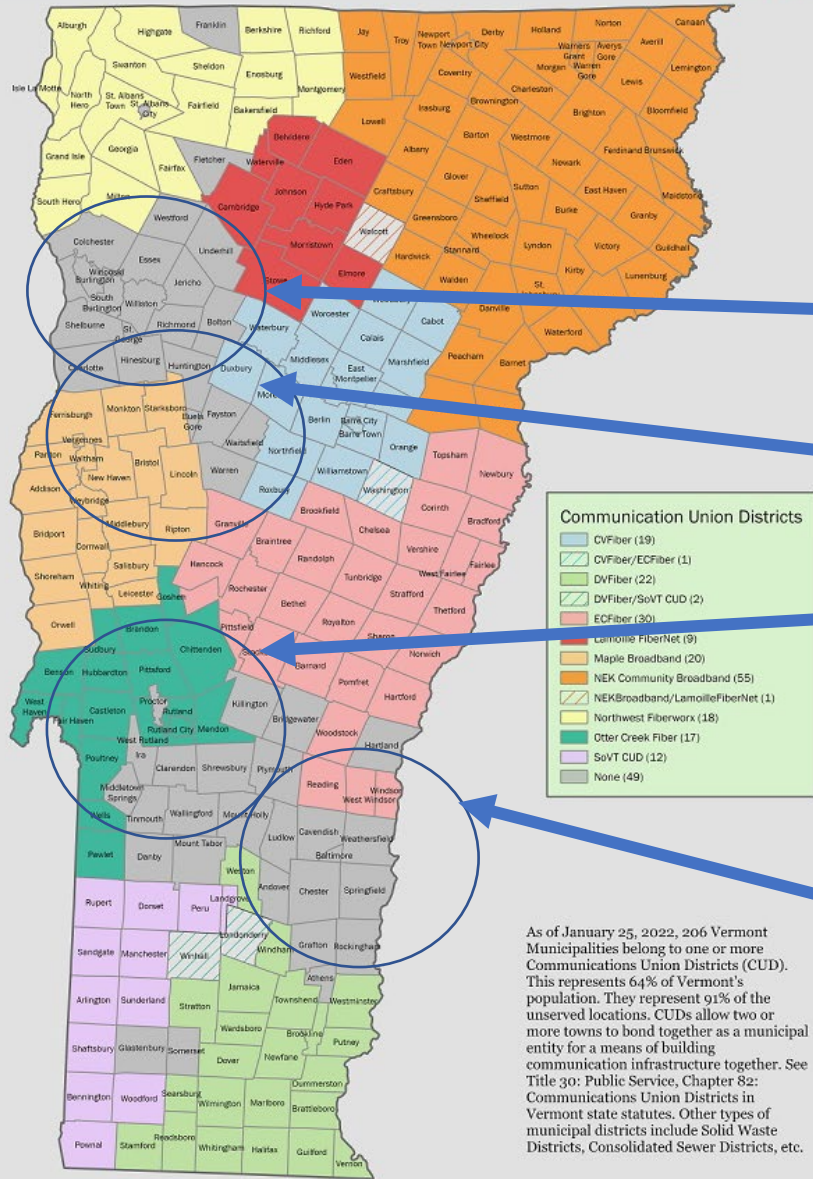 Alburgh
Highgate
Franklin
Berkshire
Richford
Jay
Troy
Newport Town
Newport City
Derby
Holland
Norton
Canaan
Warners Grant
Averys Gore
Averill
Morgan
Warren Gore
Lemington
Isle La Motte
Swanton
Sheldon
Enosburg
Montgomery
Westfield
Coventry
Charleston
Lewis
North Hero
St. Albans Town
St. Albans City
Fairfield
Bakersfield
Lowell
Irasburg
Brownington
Brighton
Bloomfield
Grand Isle
Georgia
Fairfax
Fletcher
Belvidere
Waterville
Eden
Albany
Barton
Westmore
Ferdinand
Brunswick
Newark
Glover
South Hero
Milton
Cambridge
Johnson
Hyde Park
Craftsbury
Sheffield
Sutton
East Haven
Maidstone
Westford
Wolcott
Greensboro
Burke
Granby
Colchester
Essex
Underhill
Morristown
Wheelock
Stannard
Lyndon
Victory
Guildhall
Winooski
Burlington
Jericho
Stowe
Elmore
Hardwick
Walden
Kirby
Lunenburg
South Burlington
Williston
St.
Shelburne
St. George
Richmond
Bolton
Waterbury
Worcester
Cabot
Danville
Waterford
Charlotte
Hinesburg
Huntington
Duxbury
Middlesex
Calais
East Montpelier
Marshfield
Peacham
Barnet
Ferrisburgh
Monkton
Starksboro
Buels Gore
Fayston
Berlin
Barre City
Barre Town
Vergennes
Panton
Waltham
Waitsfield
Northfield
Orange
Topsham
Newbury
Addison
New Haven
Bristol
Lincoln
Warren
Williamstown
Washington
Weybridge
Roxbury
Brookfield
Corinth
Bradford
Bridport
Middlebury
Ripton
Granville
Braintree
Chelsea
Cornwall
Randolph
Vershire
West Fairlee
Fairlee
Shoreham
Whiting
Salisbury
Leicester
Goshen
Hancock
Rochester
Tunbridge
Strafford
Thetford
Bethel
Orwell
Brandon
Pittsfield
Royalton
Sharon
Norwich
Sudbury
Chittenden
Barnard
Benson
Hubbardton
Pittsford
Pomfret
Hartford
West Haven
Fair Haven
Castleton
Proctor
Rutland
Rutland City
Mendon
Killington
Bridgewater
Woodstock
Hartland
West Rutland
Poultney
Ira
Clarendon
Shrewsbury
Plymouth
Reading
Windsor
West Windsor
Middletown Springs
Wells
Tinmouth
Wallingford
Mount Holly
Ludlow
Cavendish
Weathersfield
Baltimore
Pawlet
Danby
Mount Tabor
Weston
Andover
Chester
Springfield
Rupert
Dorset
Peru
Landgrove
Londonderry
Windham
Grafton
Rockingham
Sandgate
Manchester
Winhall
Athens
Jamaica
Arlington
Sunderland
Stratton
Townshend
Westminster
Wardsboro
Brookline
Putney
Shaftsbury
Glastenbury
Somerset
Dover
Newfane
Dummerston
Bennington
Woodford
Searsburg
Wilmington
Marlboro
Brattleboro
Pownal
Stamford
Readsboro
Whitingham
Halifax
Guilford
Vernon
Communication Union Districts
CVFiber (19)
CVFiber/ECFiber (1)
DVFiber (22)
DVFiber/SoVT CUD (2)
ECFiber (30)
Lamoille FiberNet (9)
Maple Broadband (20)
NEK Community Broadband (55)
NEKBroadband/LamoilleFiberNet (1)
Northwest Fiberworx (18)
Otter Creek Fiber (17)
SoVT CUD (12)
None (49)
As of January 25, 2022, 206 Vermont
Municipalities belong to one or more
Communications Union Districts (CUD).
This represents 64% of Vermont's
population. They represent 91% of the
unserved locations. CUDs allow two or
more towns to bond together as a municipal
entity for a means of building
communication infrastructure together. See
Title 30: Public Service, Chapter 82:
Communications Union Districts in
Vermont state statutes. Other types of
municipal districts include Solid Waste
Districts, Consolidated Sewer Districts, etc.